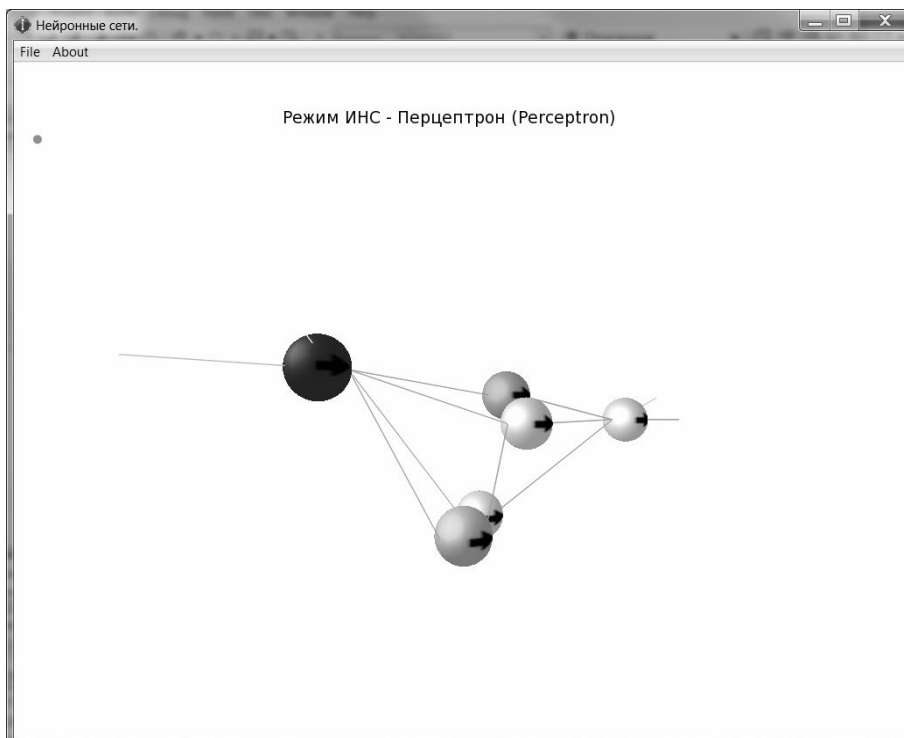 Нейронные сети.
File About
Режим ИНС - Перцептрон (Perceptron)